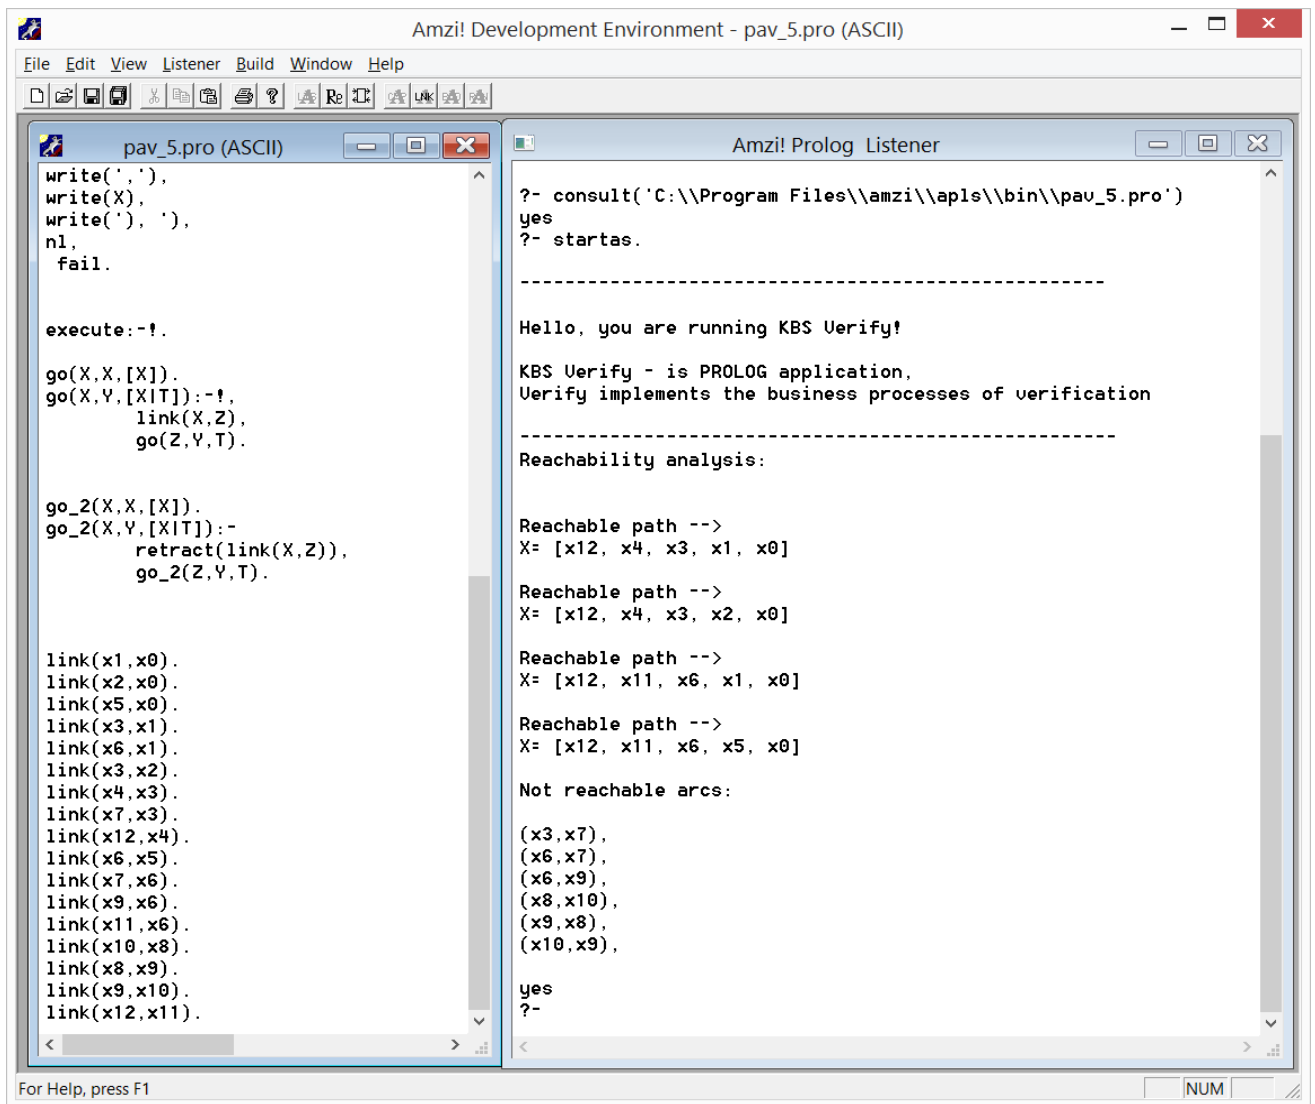 Amzi! Development Environment - pav_5.pro (ASCII)
File Edit View Listener Build Window Help
pav_5.pro (ASCII)
write(','),
write(X),
write('), '),
nl,
fail.
execute:-!.
go(X,X,[X]).
go(X,Y,[X|T]):-!,
link(X,Z),
go(Z,Y,T).
go_2(X,X,[X]).
go_2(X,Y,[X|T]):-
retract(link(X,Z)),
go_2(Z,Y,T).
link(x1,x0).
link(x2,x0).
link(x5,x0).
link(x3,x1).
link(x6,x1).
link(x3,x2).
link(x4,x3).
link(x7,x3).
link(x12,x4).
link(x6,x5).
link(x7,x6).
link(x9,x6).
link(x11,x6).
link(x10,x8).
link(x8,x9).
link(x9,x10).
link(x12,x11).
Amzi! Prolog Listener
?- consult('C:\\Program Files\\amzi\\apls\\bin\\pav_5.pro')
yes
?- startas.
----------------------------------------------------
Hello, you are running KBS Verify!
KBS Verify - is PROLOG application,
Verify implements the business processes of verification
-----------------------------------------------------
Reachability analysis:
Reachable path -->
X= [x12, x4, x3, x1, x0]
Reachable path -->
X= [x12, x4, x3, x2, x0]
Reachable path -->
X= [x12, x11, x6, x1, x0]
Reachable path -->
X= [x12, x11, x6, x5, x0]
Not reachable arcs:
(x3,x7),
(x6,x7),
(x6,x9),
(x8,x10),
(x9,x8),
(x10,x9),
yes
?-
For Help, press F1
NUM